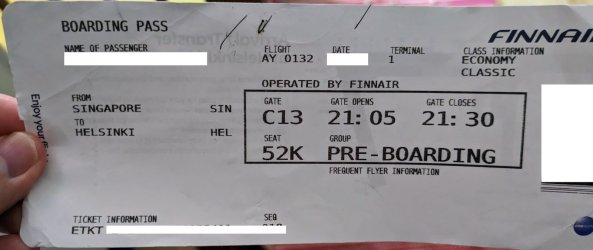 BOARDING PASS
FINNAIR
NAME OF PASSENGER
FLIGHT DATE TERMINAL CLASS INFORMATION
AY 0132 1 ECONOMY
CLASSIC
OPERATED BY FINNAIR
FROM
SINGAPORE SIN
TO
HELSINKI HEL
GATE GATE OPENS GATE CLOSES
C13 21:05 21:30
SEAT GROUP
52K PRE-BOARDING
FREQUENT FLYER INFORMATION
TICKET INFORMATION SEQ
ETKT
Enjoy your